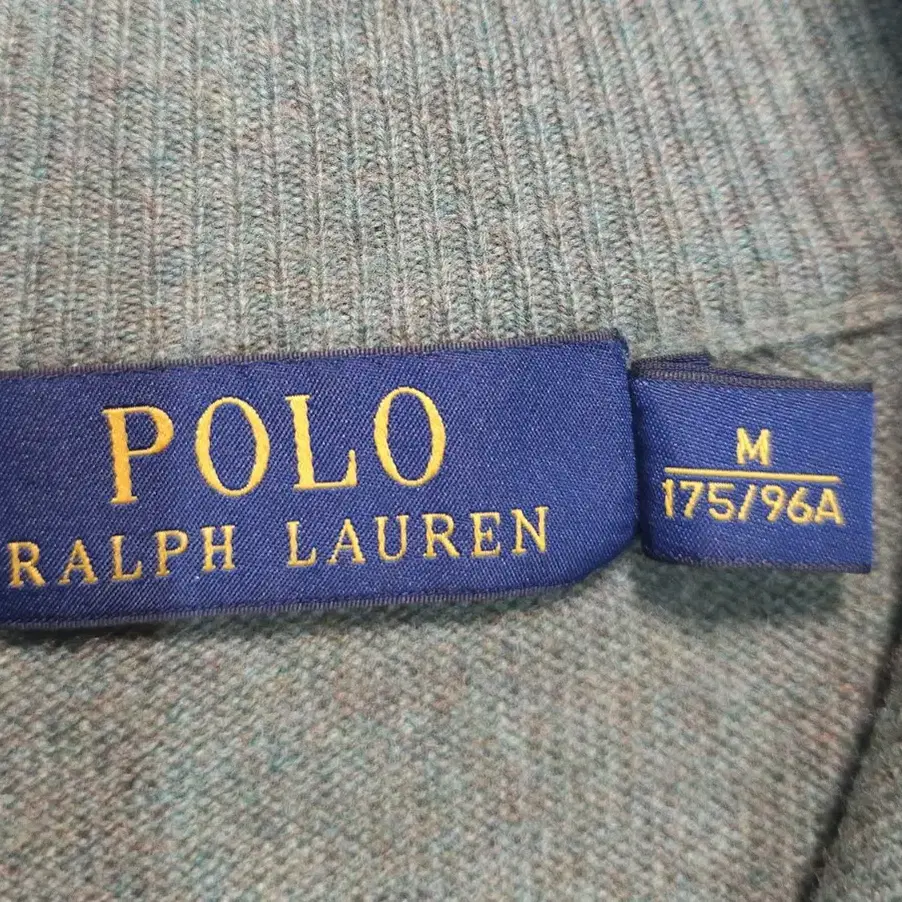 POLO
RALPH LAUREN
M
175/96A